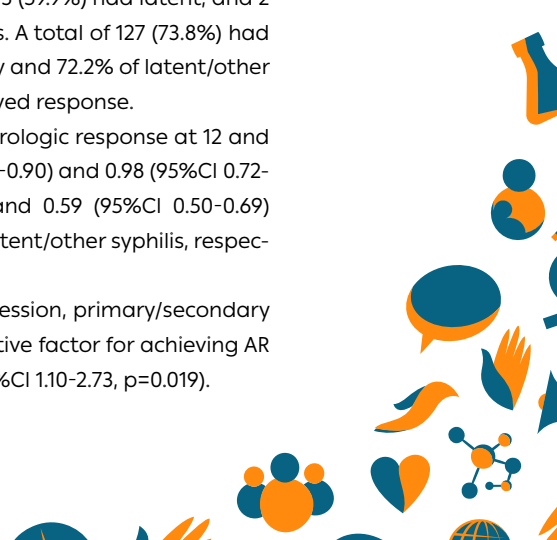 (59.9%) had latent, and 2
s. A total of 127 (73.8%) had
y and 72.2% of latent/other
ved response.
rologic response at 12 and
-0.90) and 0.98 (95%CI 0.72-
and 0.59 (95%CI 0.50-0.69)
tent/other syphilis, respec-
ession, primary/secondary
tive factor for achieving AR
%CI 1.10-2.73, p=0.019).